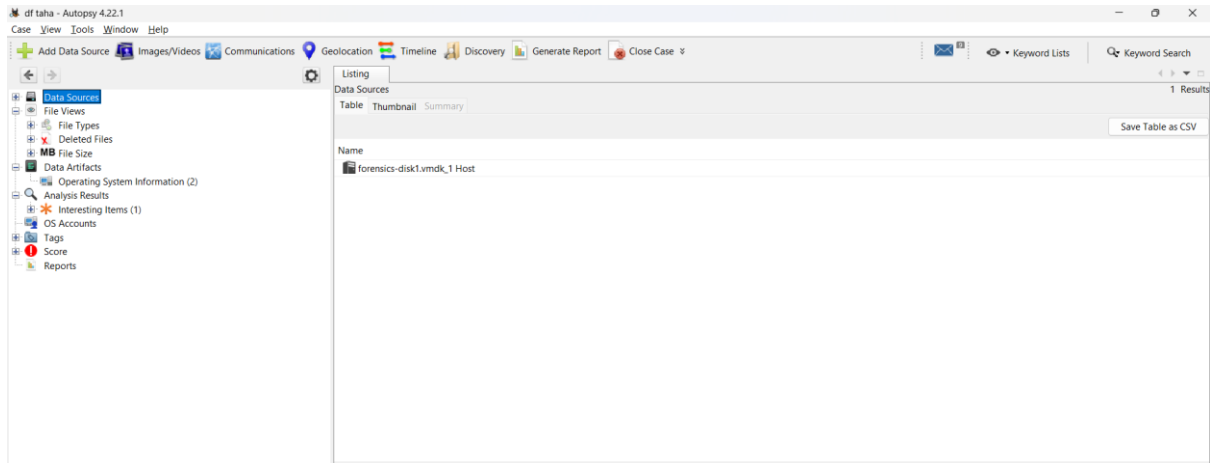 df taha - Autopsy 4.22.1
Case View Tools Window Help
Add Data Source Images/Videos Communications Geolocation Timeline Discovery Generate Report Close Case Keyword Lists Keyword Search
Listing
Data Sources 1 Results
Table Thumbnail Summary
Save Table as CSV
Name
forensics-disk1.vmdk_1 Host
Data Sources
File Views
File Types
Deleted Files
MB File Size
Data Artifacts
Operating System Information (2)
Analysis Results
Interesting Items (1)
OS Accounts
Tags
Score
Reports